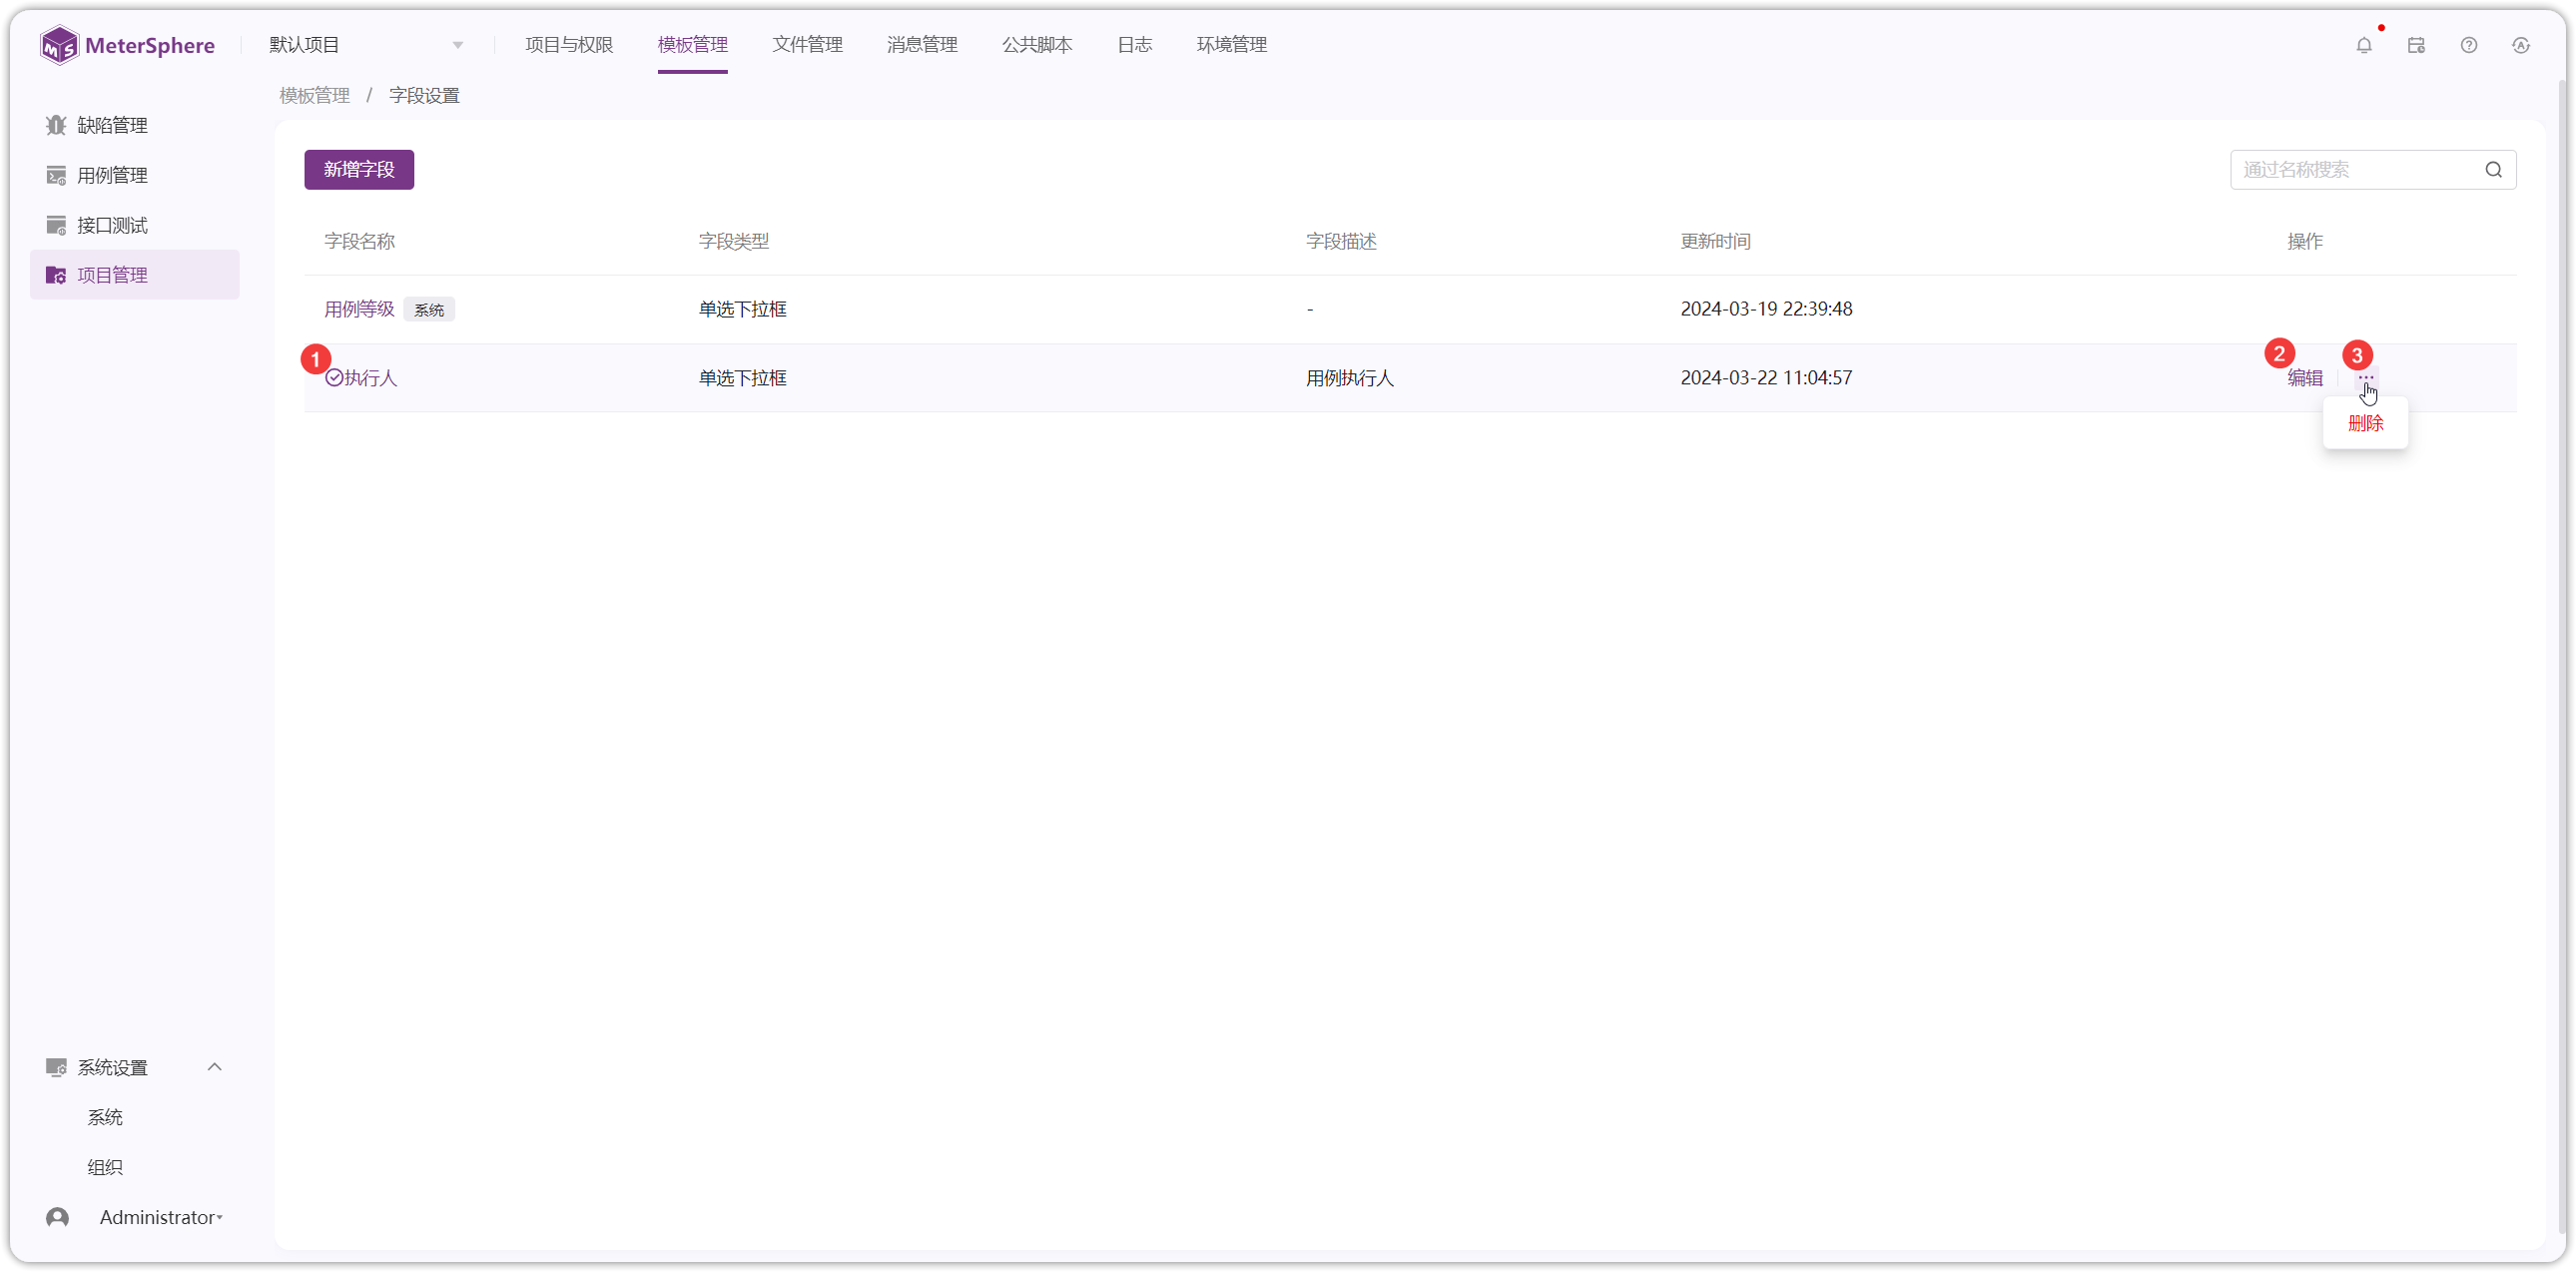 MeterSphere 默认项目 项目与权限 模板管理 文件管理 消息管理 公共脚本 日志 环境管理
模板管理 / 字段设置
缺陷管理
用例管理
接口测试
项目管理
新增字段 通过名称搜索
字段名称 字段类型 字段描述 更新时间 操作
用例等级 系统 单选下拉框 - 2024-03-19 22:39:48
1 执行人 单选下拉框 用例执行人 2024-03-22 11:04:57 2 编辑 3 ...
删除
系统设置
系统
组织
Administrator